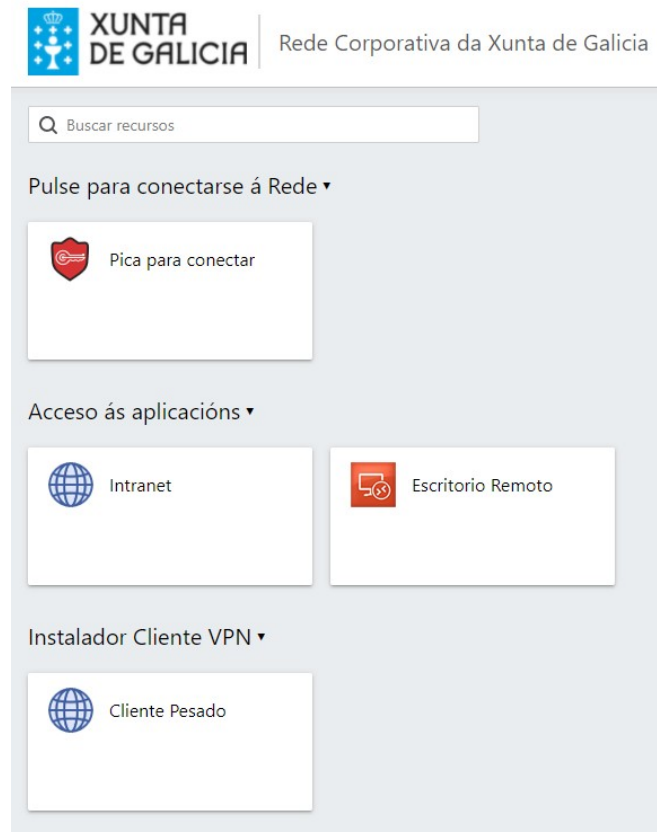 XUNTA
DE GALICIA
Rede Corporativa da Xunta de Galicia
Buscar recursos
Pulse para conectarse á Rede
Pica para conectar
Acceso ás aplicacións
Intranet
Escritorio Remoto
Instalador Cliente VPN
Cliente Pesado